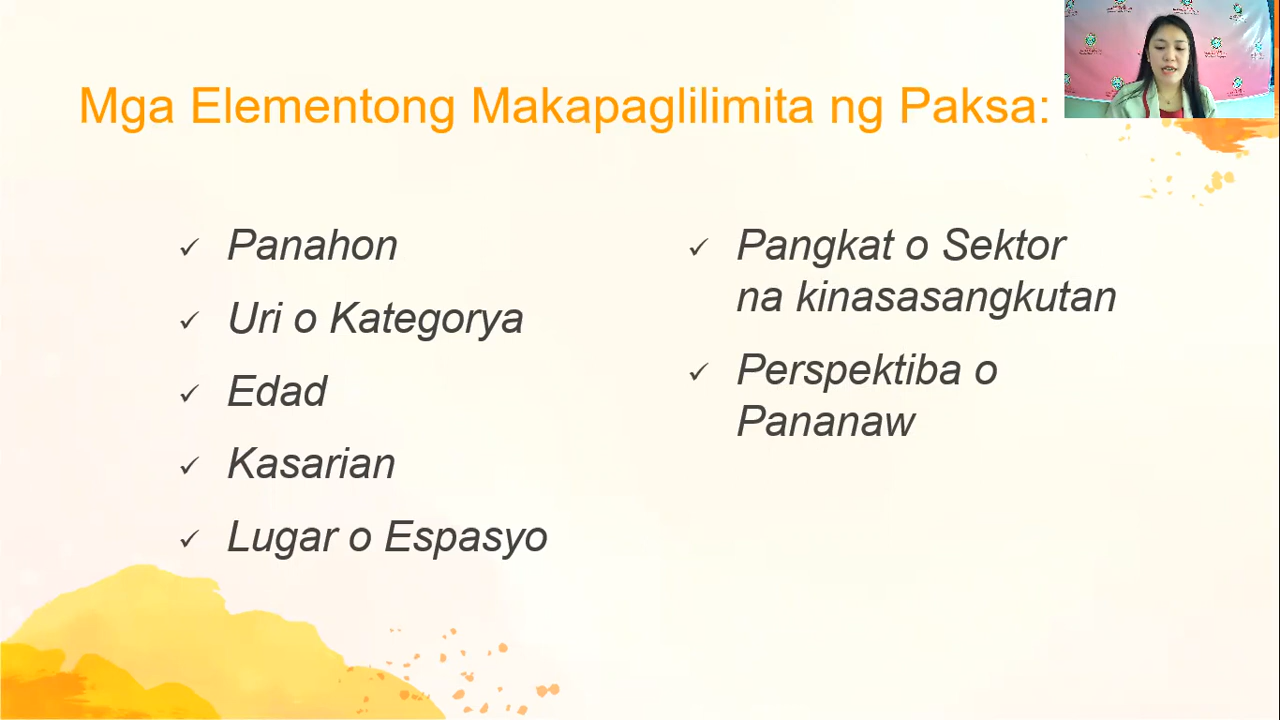 Mga Elementong Makapaglilimita ng Paksa:
Panahon
Uri o Kategorya
Edad
Kasarian
Lugar o Espasyo
Pangkat o Sektor
na kinasasangkutan
Perspektiba o
Pananaw